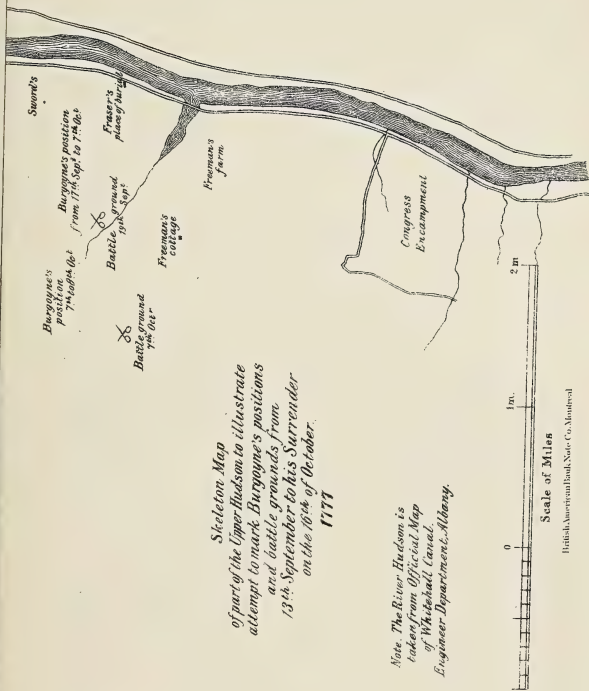 Sword's
Burgoyne's position
from 17th Sept to 7th Oct
Fraser's
place of burial
Burgoyne's
position
7th to 8th Oct
Battle ground
19th Sept
Freeman's
farm
Freeman's
cottage
Battle ground
7th Octr
Congress
Encampment
Skeleton Map
of part of the Upper Hudson to illustrate
attempt to mark Burgoyne's positions
and battle grounds from
13th September to his Surrender
on the 16th of October.
1777
Note. The River Hudson is
taken from Official Map
of Whitehall Canal.
Engineer Department, Albany.
0
1m.
2m
Scale of Miles
British American Bank Note Co. Montreal